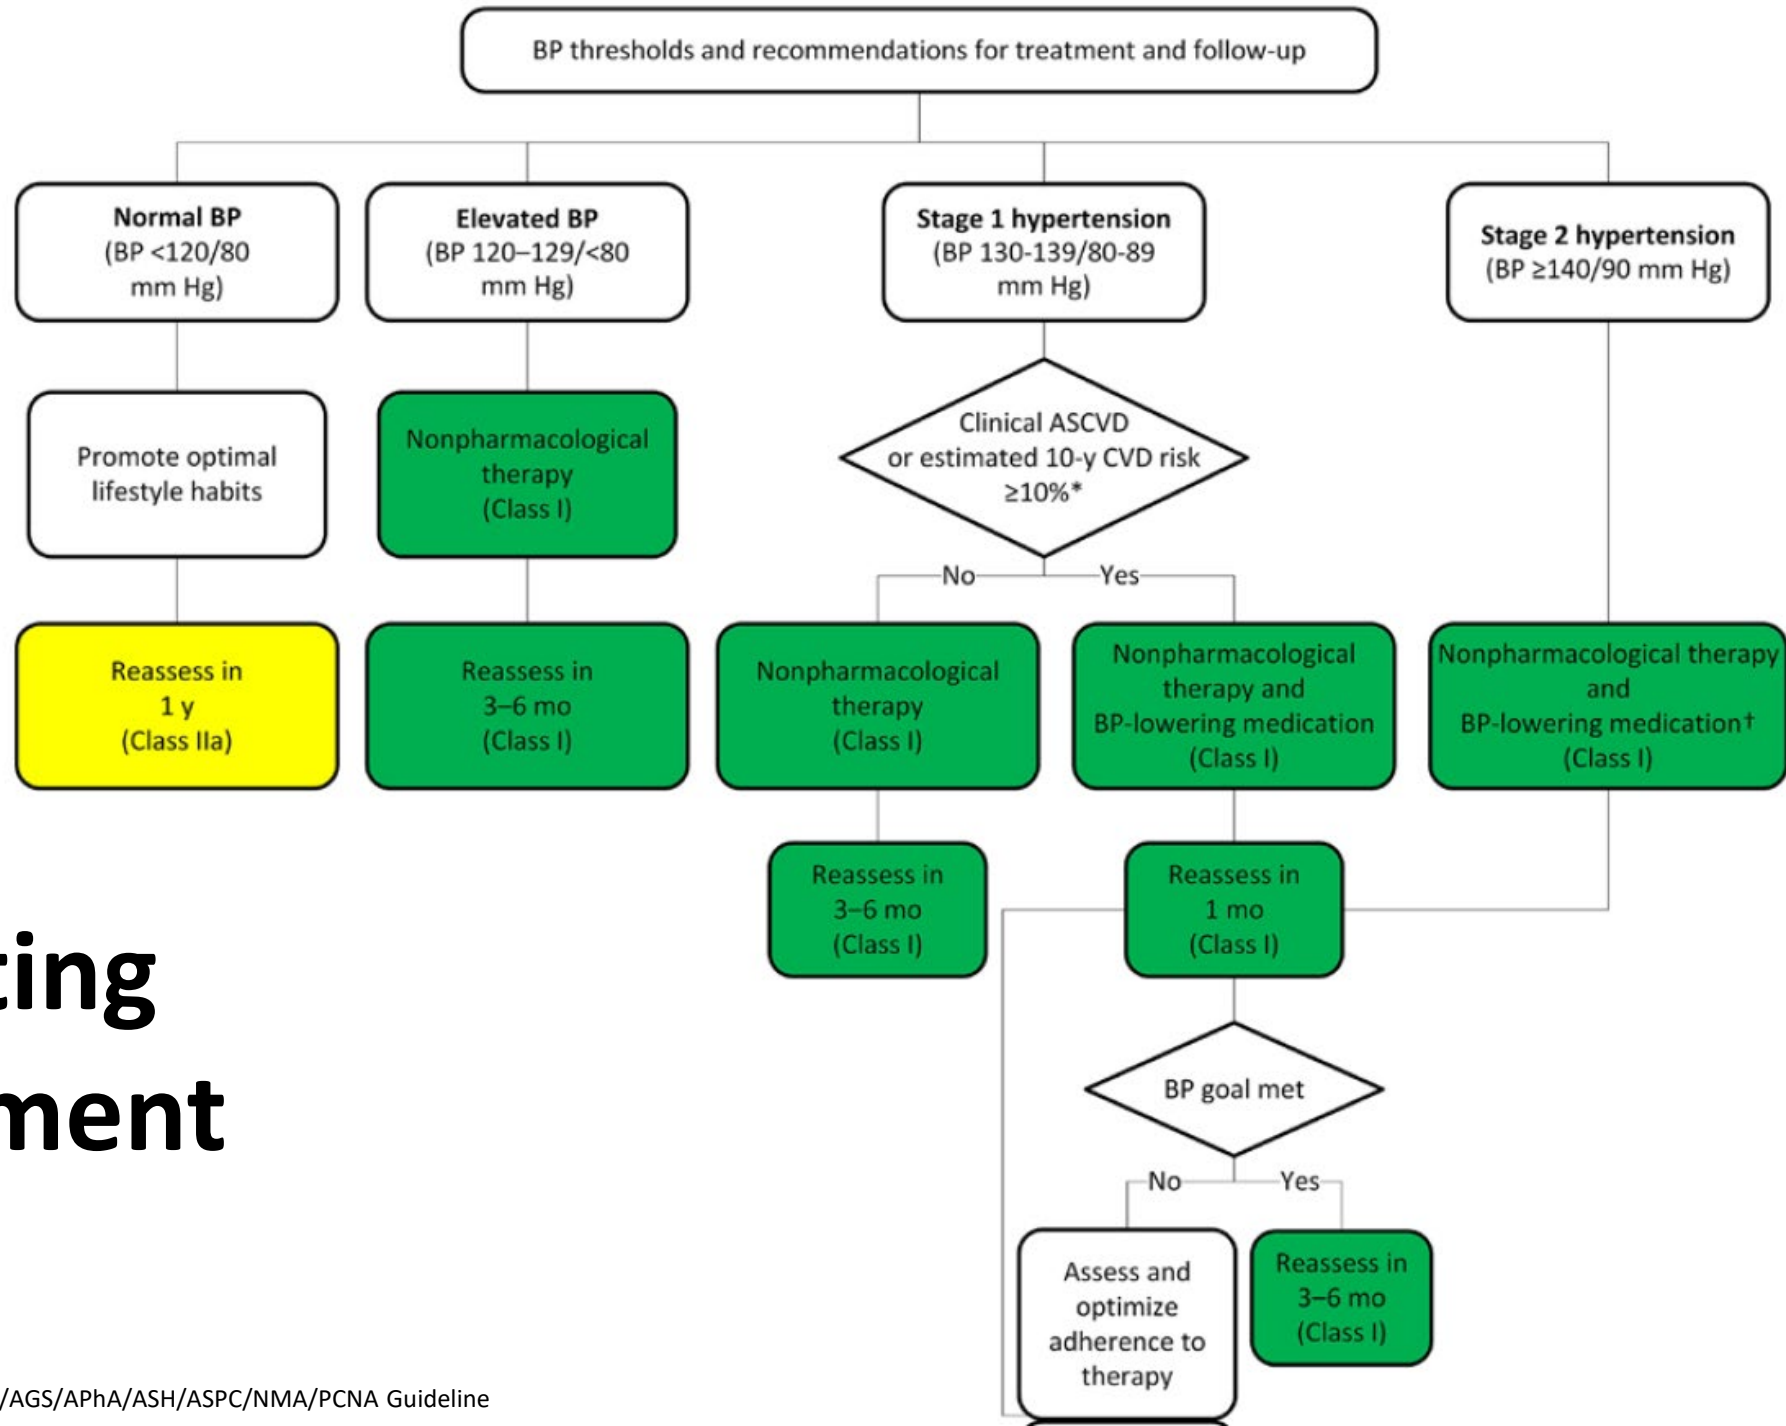 BP thresholds and recommendations for treatment and follow-up
Normal BP
(BP <120/80
mm Hg)
Elevated BP
(BP 120–129/<80
mm Hg)
Stage 1 hypertension
(BP 130-139/80-89
mm Hg)
Stage 2 hypertension
(BP ≥140/90 mm Hg)
Promote optimal
lifestyle habits
Nonpharmacological
therapy
(Class I)
Clinical ASCVD
or estimated 10-y CVD risk
≥10%*
No
Yes
Reassess in
1 y
(Class IIa)
Reassess in
3–6 mo
(Class I)
Nonpharmacological
therapy
(Class I)
Nonpharmacological
therapy and
BP-lowering medication
(Class I)
Nonpharmacological therapy
and
BP-lowering medication†
(Class I)
Reassess in
3–6 mo
(Class I)
Reassess in
1 mo
(Class I)
ting
ment
BP goal met
No
Yes
Assess and
optimize
adherence to
therapy
Reassess in
3–6 mo
(Class I)
/AGS/APhA/ASH/ASPC/NMA/PCNA Guideline